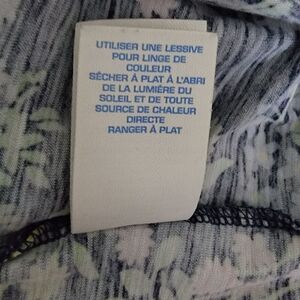 UTILISER UNE LESSIVE
POUR LINGE DE
COULEUR
SÉCHER À PLAT À L'ABRI
DE LA LUMIÈRE DU
SOLEIL ET DE TOUTE
SOURCE DE CHALEUR
DIRECTE
RANGER À PLAT